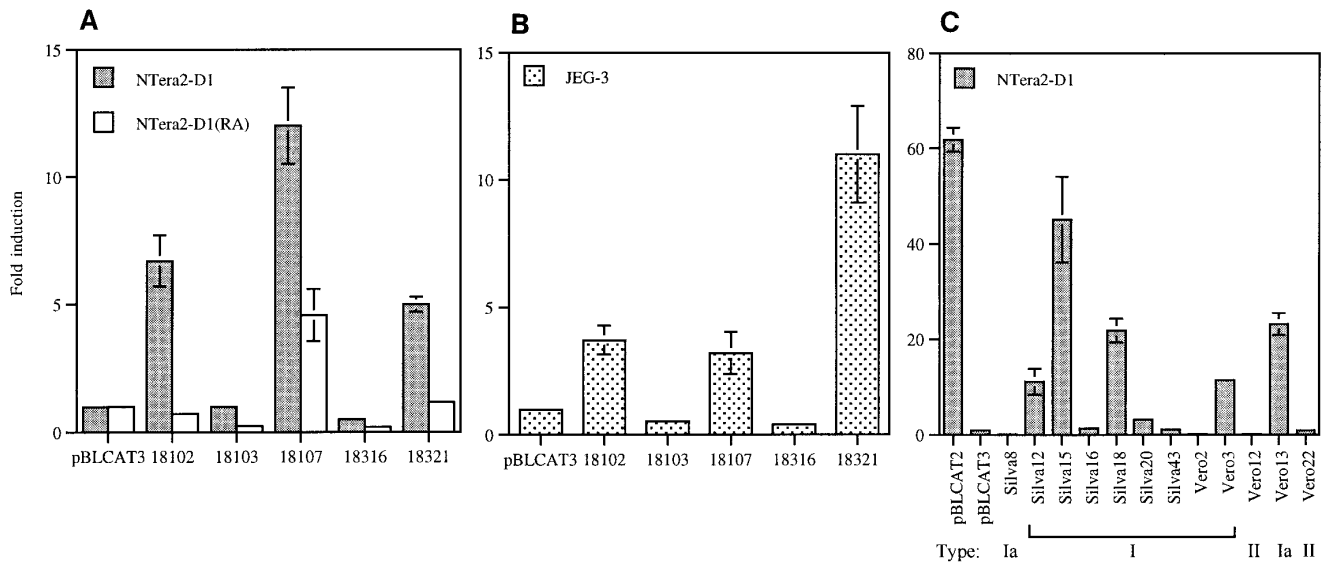 A
15
10
5
0
Fold induction
NTera2-D1
NTera2-D1(RA)
pBLCAT3 18102 18103 18107 18316 18321
B
15
10
5
0
JEG-3
pBLCAT3 18102 18103 18107 18316 18321
C
80
60
40
20
0
NTera2-D1
pBLCAT2
pBLCAT3
Silva8
Silva12
Silva15
Silva16
Silva18
Silva20
Silva43
Vero2
Vero3
Vero12
Vero13
Vero22
Type: Ia I II Ia II